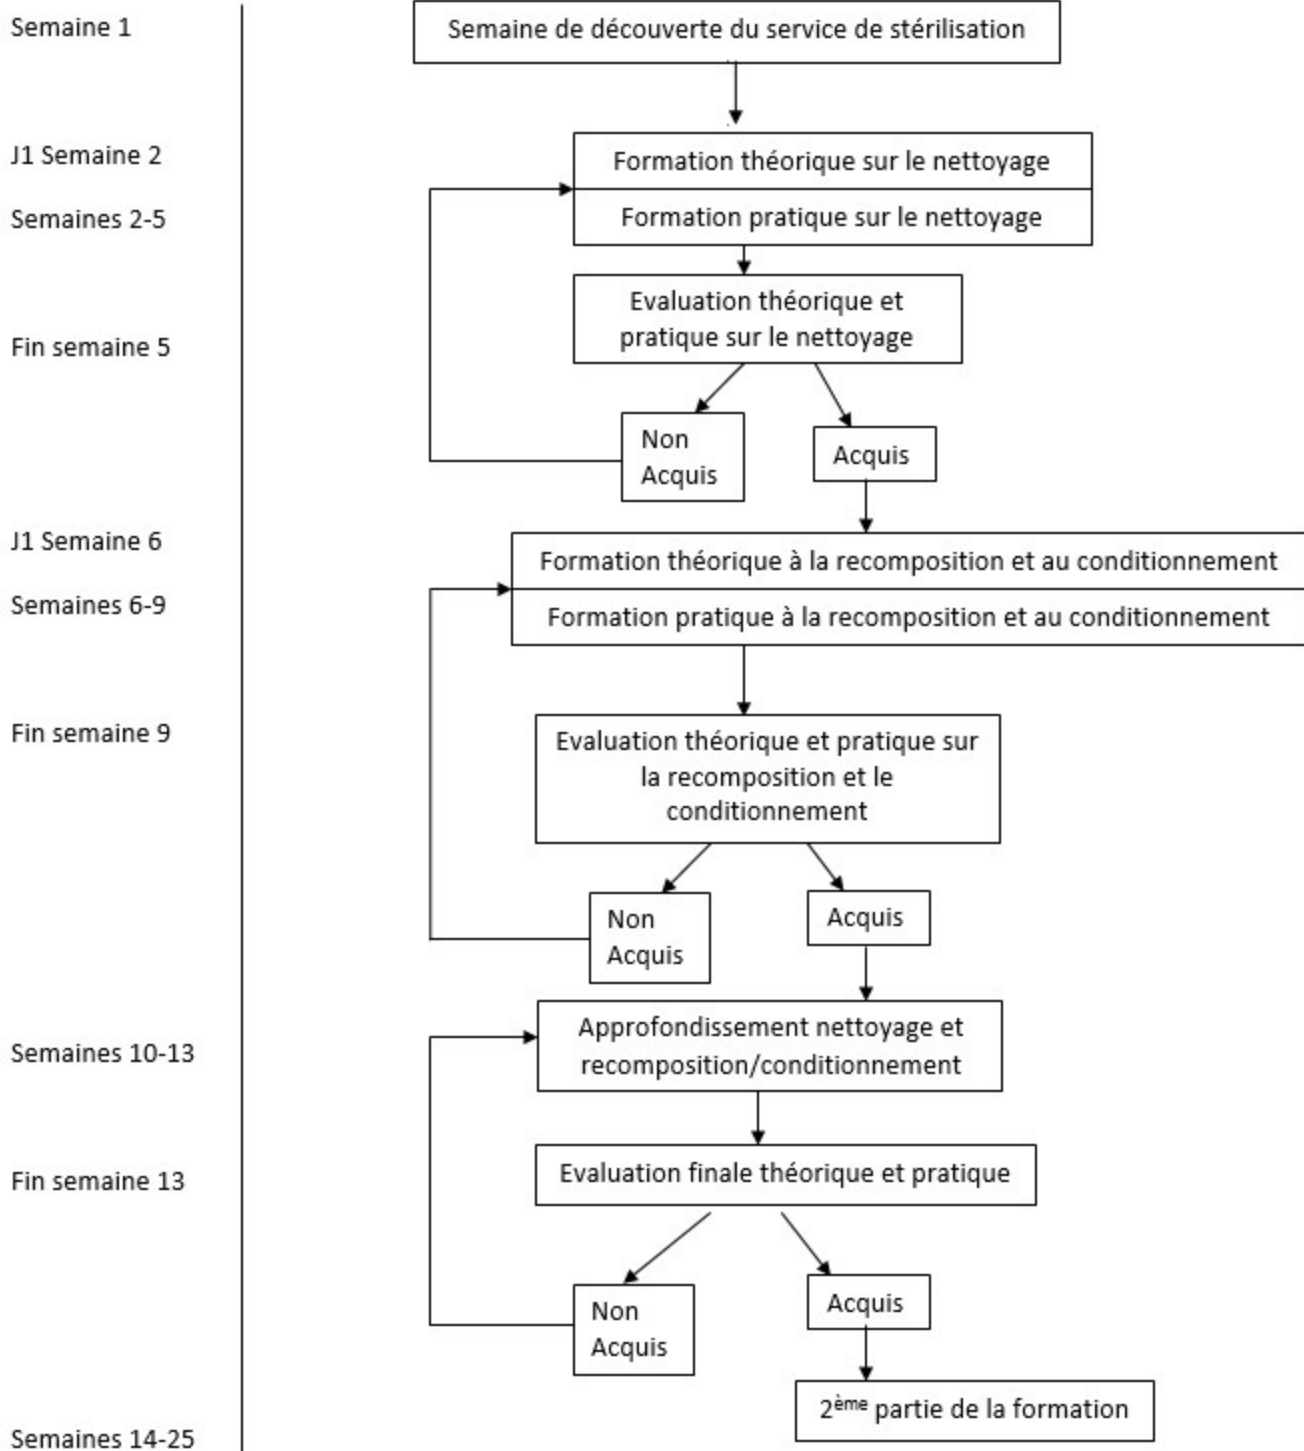 Semaine 1
Semaine de découverte du service de stérilisation
J1 Semaine 2
Formation théorique sur le nettoyage
Semaines 2-5
Formation pratique sur le nettoyage
Evaluation théorique et
pratique sur le nettoyage
Fin semaine 5
Non
Acquis
Acquis
J1 Semaine 6
Formation théorique à la recomposition et au conditionnement
Semaines 6-9
Formation pratique à la recomposition et au conditionnement
Fin semaine 9
Evaluation théorique et pratique sur
la recomposition et le
conditionnement
Non
Acquis
Acquis
Approfondissement nettoyage et
recomposition/conditionnement
Semaines 10-13
Evaluation finale théorique et pratique
Fin semaine 13
Non
Acquis
Acquis
2ème partie de la formation
Semaines 14-25